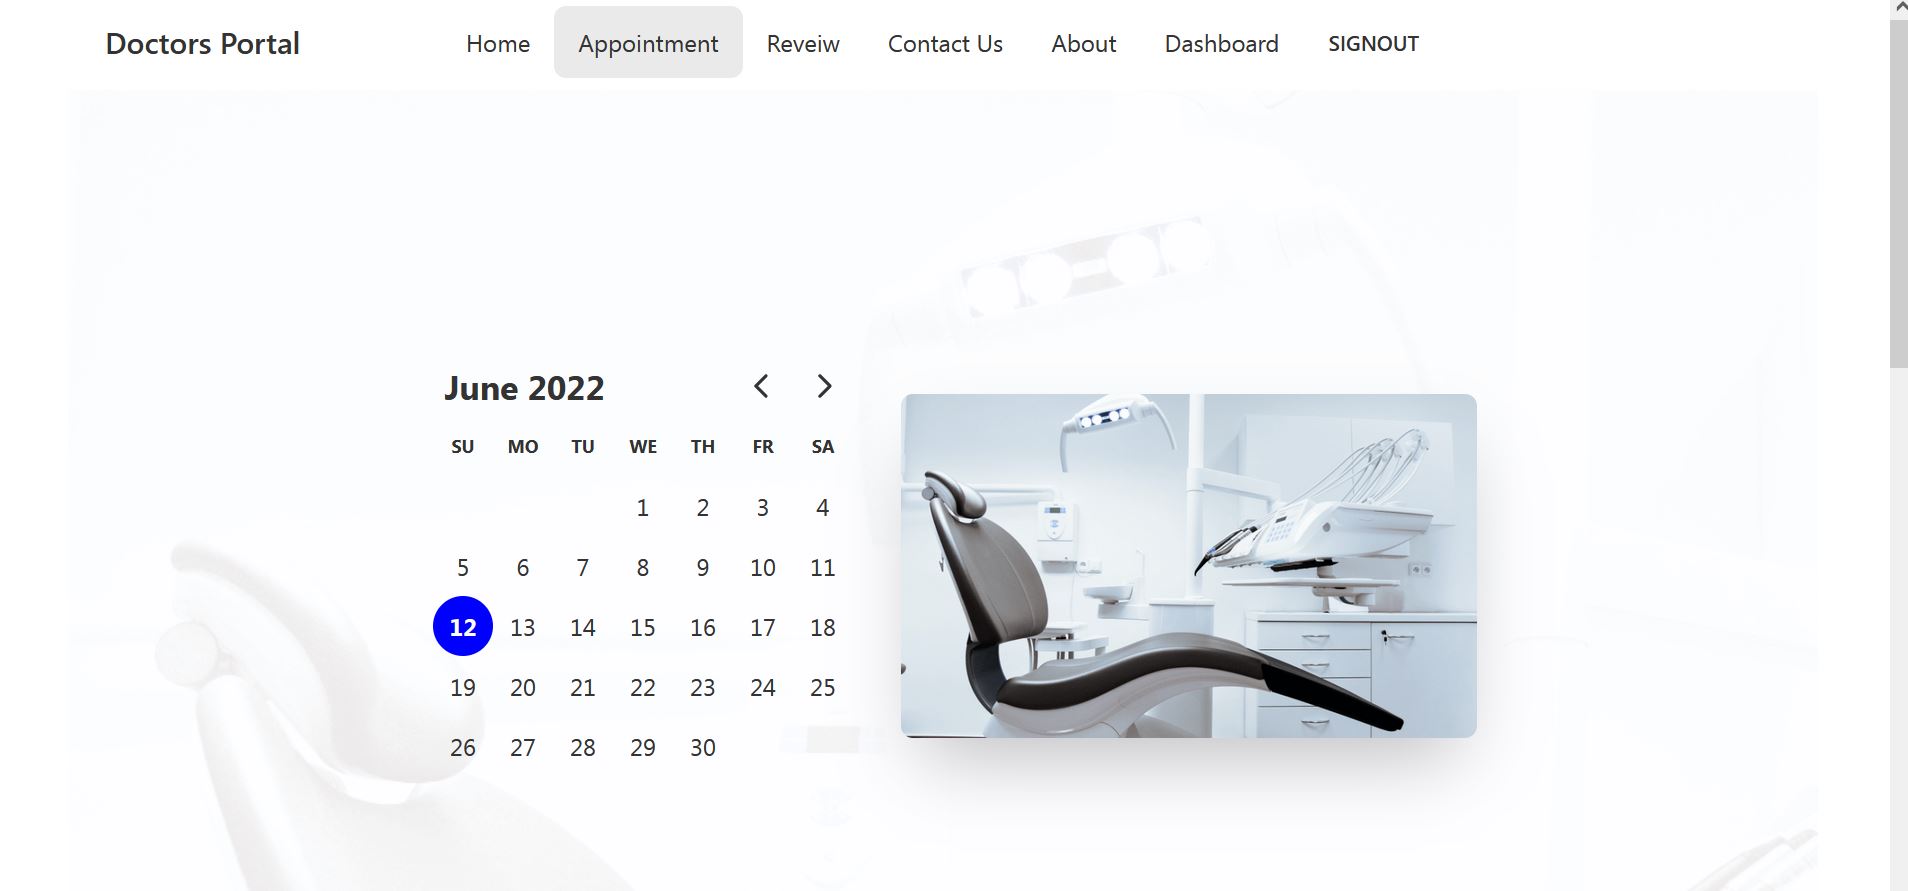 Doctors Portal Home Appointment Reveiw Contact Us About Dashboard SIGNOUT
June 2022
SU MO TU WE TH FR SA
1 2 3 4
5 6 7 8 9 10 11
12 13 14 15 16 17 18
19 20 21 22 23 24 25
26 27 28 29 30